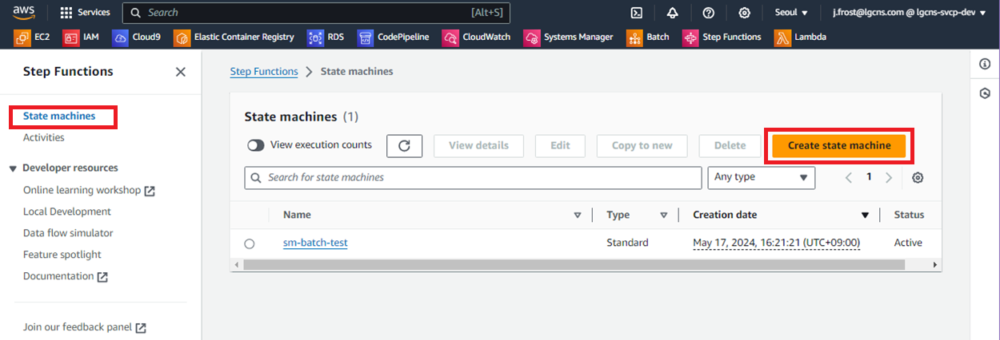 aws Services Search [Alt+S] Seoul ▼ j.frost@lgcns.com @ lgcns-svcp-dev ▼
EC2 IAM Cloud9 Elastic Container Registry RDS CodePipeline CloudWatch Systems Manager Batch Step Functions Lambda
Step Functions
State machines
Activities
Developer resources
Online learning workshop
Local Development
Data flow simulator
Feature spotlight
Documentation
Join our feedback panel
Step Functions > State machines
State machines (1)
View execution counts View details Edit Copy to new Delete Create state machine
Search for state machines Any type < 1 >
Name Type Creation date Status
sm-batch-test Standard May 17, 2024, 16:21:21 (UTC+09:00) Active